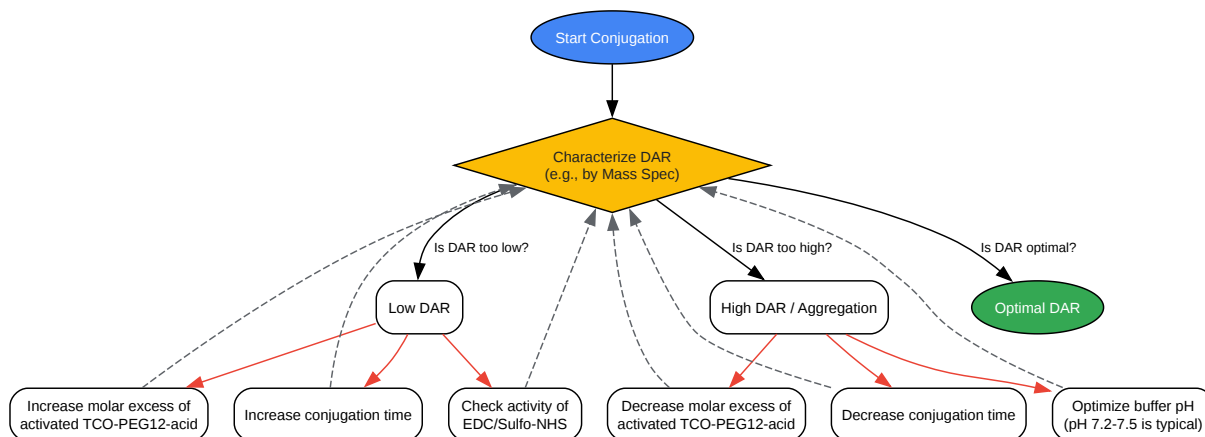 Start Conjugation
Characterize DAR
(e.g., by Mass Spec)
Is DAR too low?
Is DAR too high?
Is DAR optimal?
Low DAR
High DAR / Aggregation
Optimal DAR
Increase molar excess of
activated TCO-PEG12-acid
Increase conjugation time
Check activity of
EDC/Sulfo-NHS
Decrease molar excess of
activated TCO-PEG12-acid
Decrease conjugation time
Optimize buffer pH
(pH 7.2-7.5 is typical)